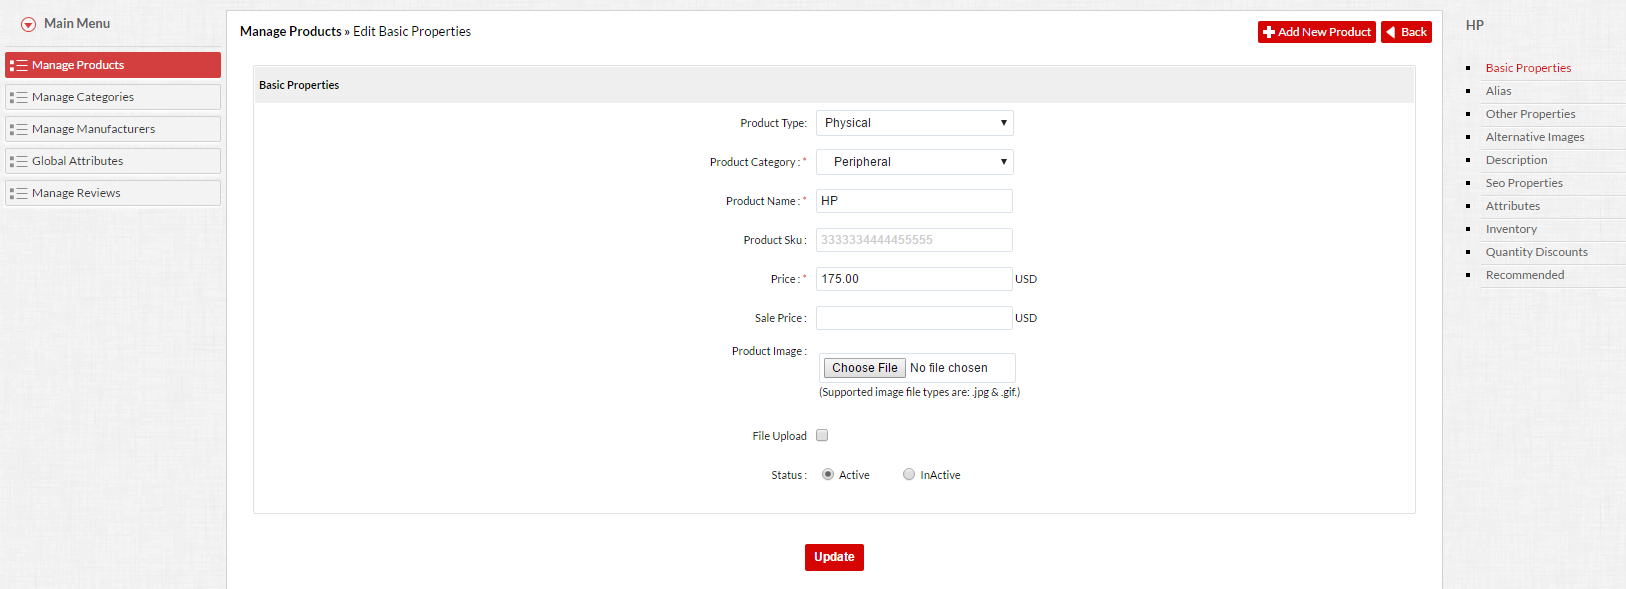 Main Menu
Manage Products
Manage Categories
Manage Manufacturers
Global Attributes
Manage Reviews
Manage Products » Edit Basic Properties
Add New Product
Back
Basic Properties
Product Type:
Physical
Product Category : *
Peripheral
Product Name : *
HP
Product Sku :
3333334444455555
Price : *
175.00
USD
Sale Price :
USD
Product Image :
Choose File No file chosen
(Supported image file types are: .jpg & .gif.)
File Upload
Status :
Active
InActive
Update
HP
Basic Properties
Alias
Other Properties
Alternative Images
Description
Seo Properties
Attributes
Inventory
Quantity Discounts
Recommended